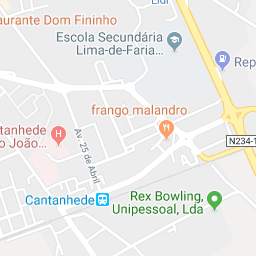 aurante Dom Fininho
Escola Secundária
Lima-de-Faria...
Rep
frango malandro
antanhede
o João...
Av. 25 de Abril
N234-1
Cantanhede
Rex Bowling,
Unipessoal, Lda